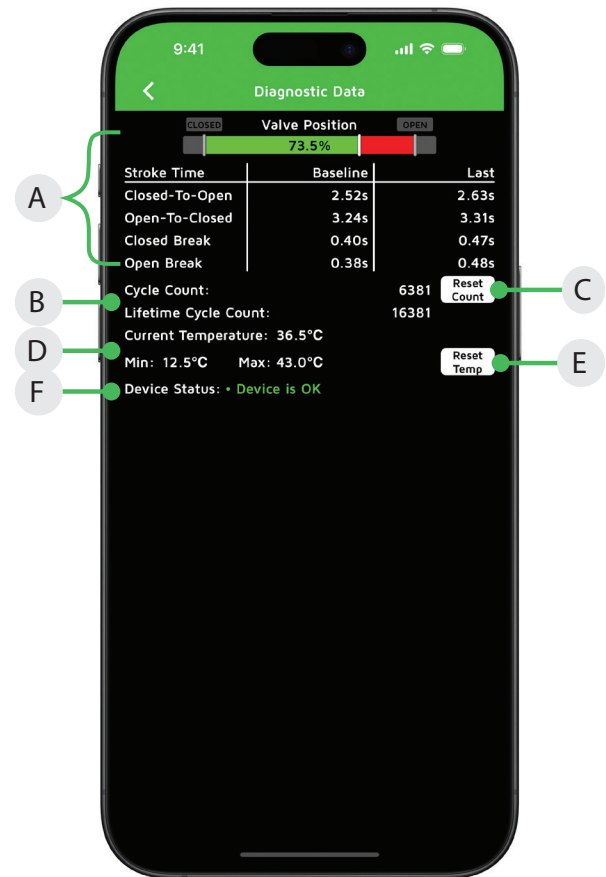 9:41
Diagnostic Data
CLOSED Valve Position OPEN
73.5%
Stroke Time Baseline Last
A
Closed-To-Open 2.52s 2.63s
Open-To-Closed 3.24s 3.31s
Closed Break 0.40s 0.47s
Open Break 0.38s 0.48s
B
Cycle Count: 6381 Reset Count
C
Lifetime Cycle Count: 16381
D
Current Temperature: 36.5°C
Min: 12.5°C Max: 43.0°C Reset Temp
E
F
Device Status: • Device is OK